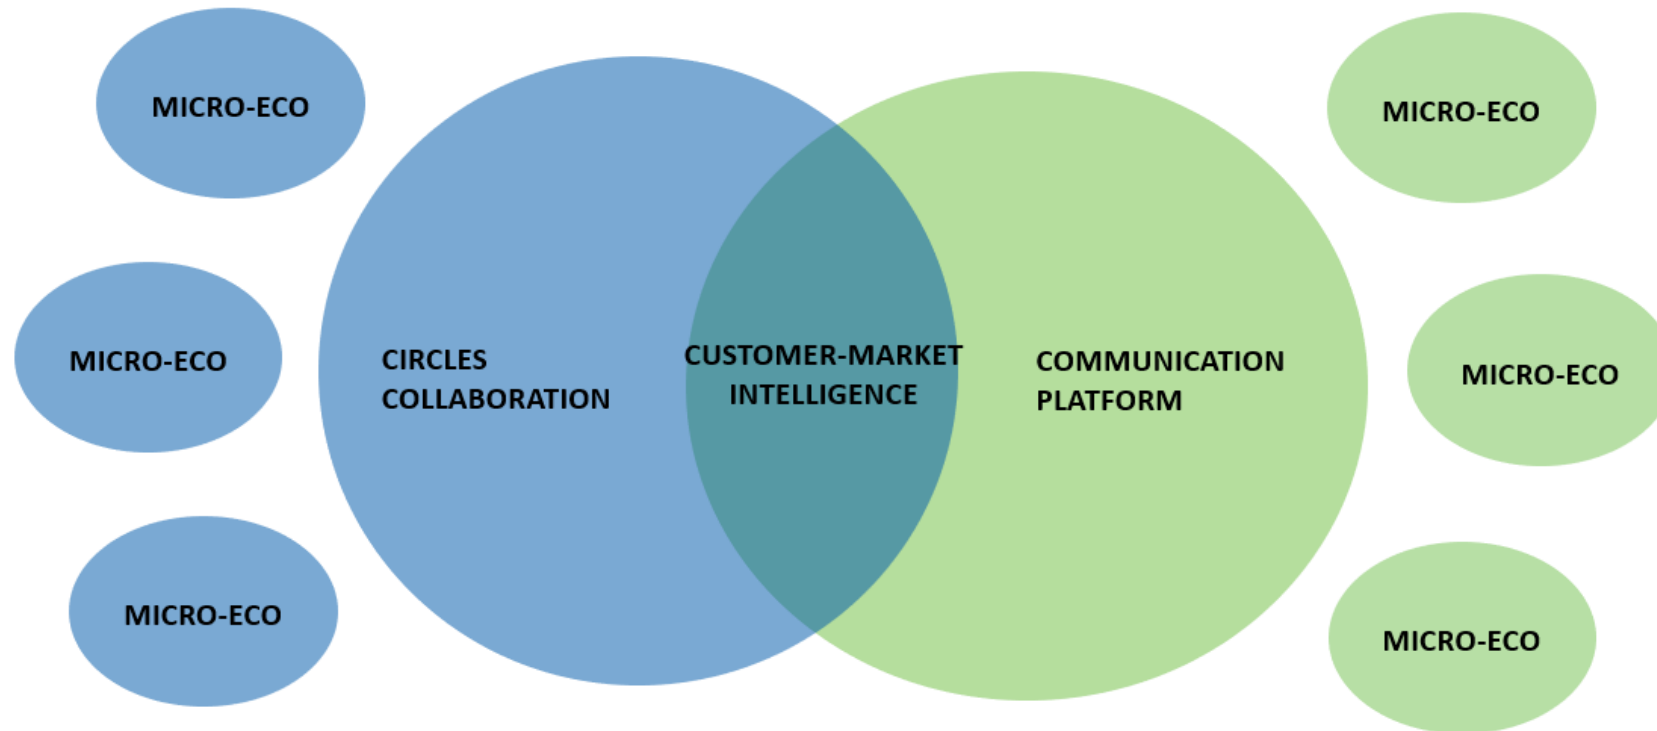 MICRO-ECO
MICRO-ECO
MICRO-ECO
CIRCLES
COLLABORATION
CUSTOMER-MARKET
INTELLIGENCE
COMMUNICATION
PLATFORM
MICRO-ECO
MICRO-ECO
MICRO-ECO